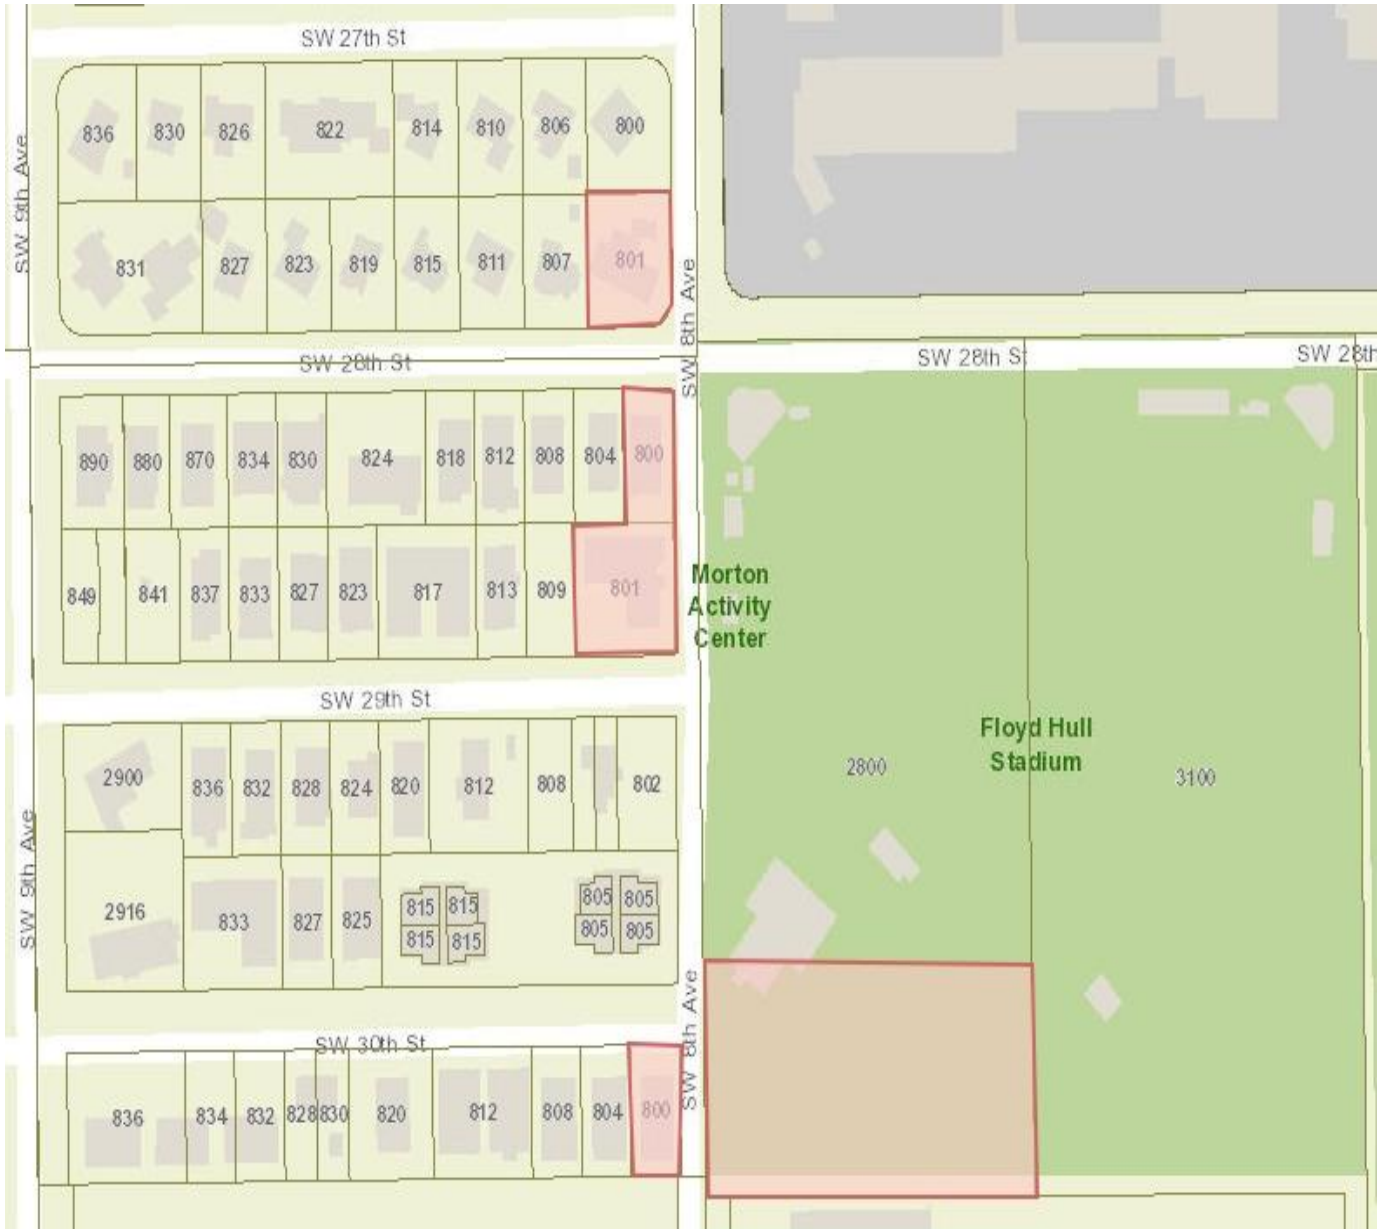 SW 27th St
836 830 826 822 814 810 806 800
SW 9th Ave
831 827 823 819 815 811 807 801
SW 8th Ave
SW 28th St
SW 28th St
SW 28th
890 880 870 834 830 824 818 812 808 804 800
849 841 837 833 827 823 817 813 809 801
Morton
Activity
Center
SW 29th St
Floyd Hull
Stadium
2800
3100
2900 836 832 828 824 820 812 808 802
SW 9th Ave
2916 833 827 825 815 815 805 805
815 815 805 805
SW 8th Ave
SW 30th St
836 834 832 828 830 820 812 808 804 800